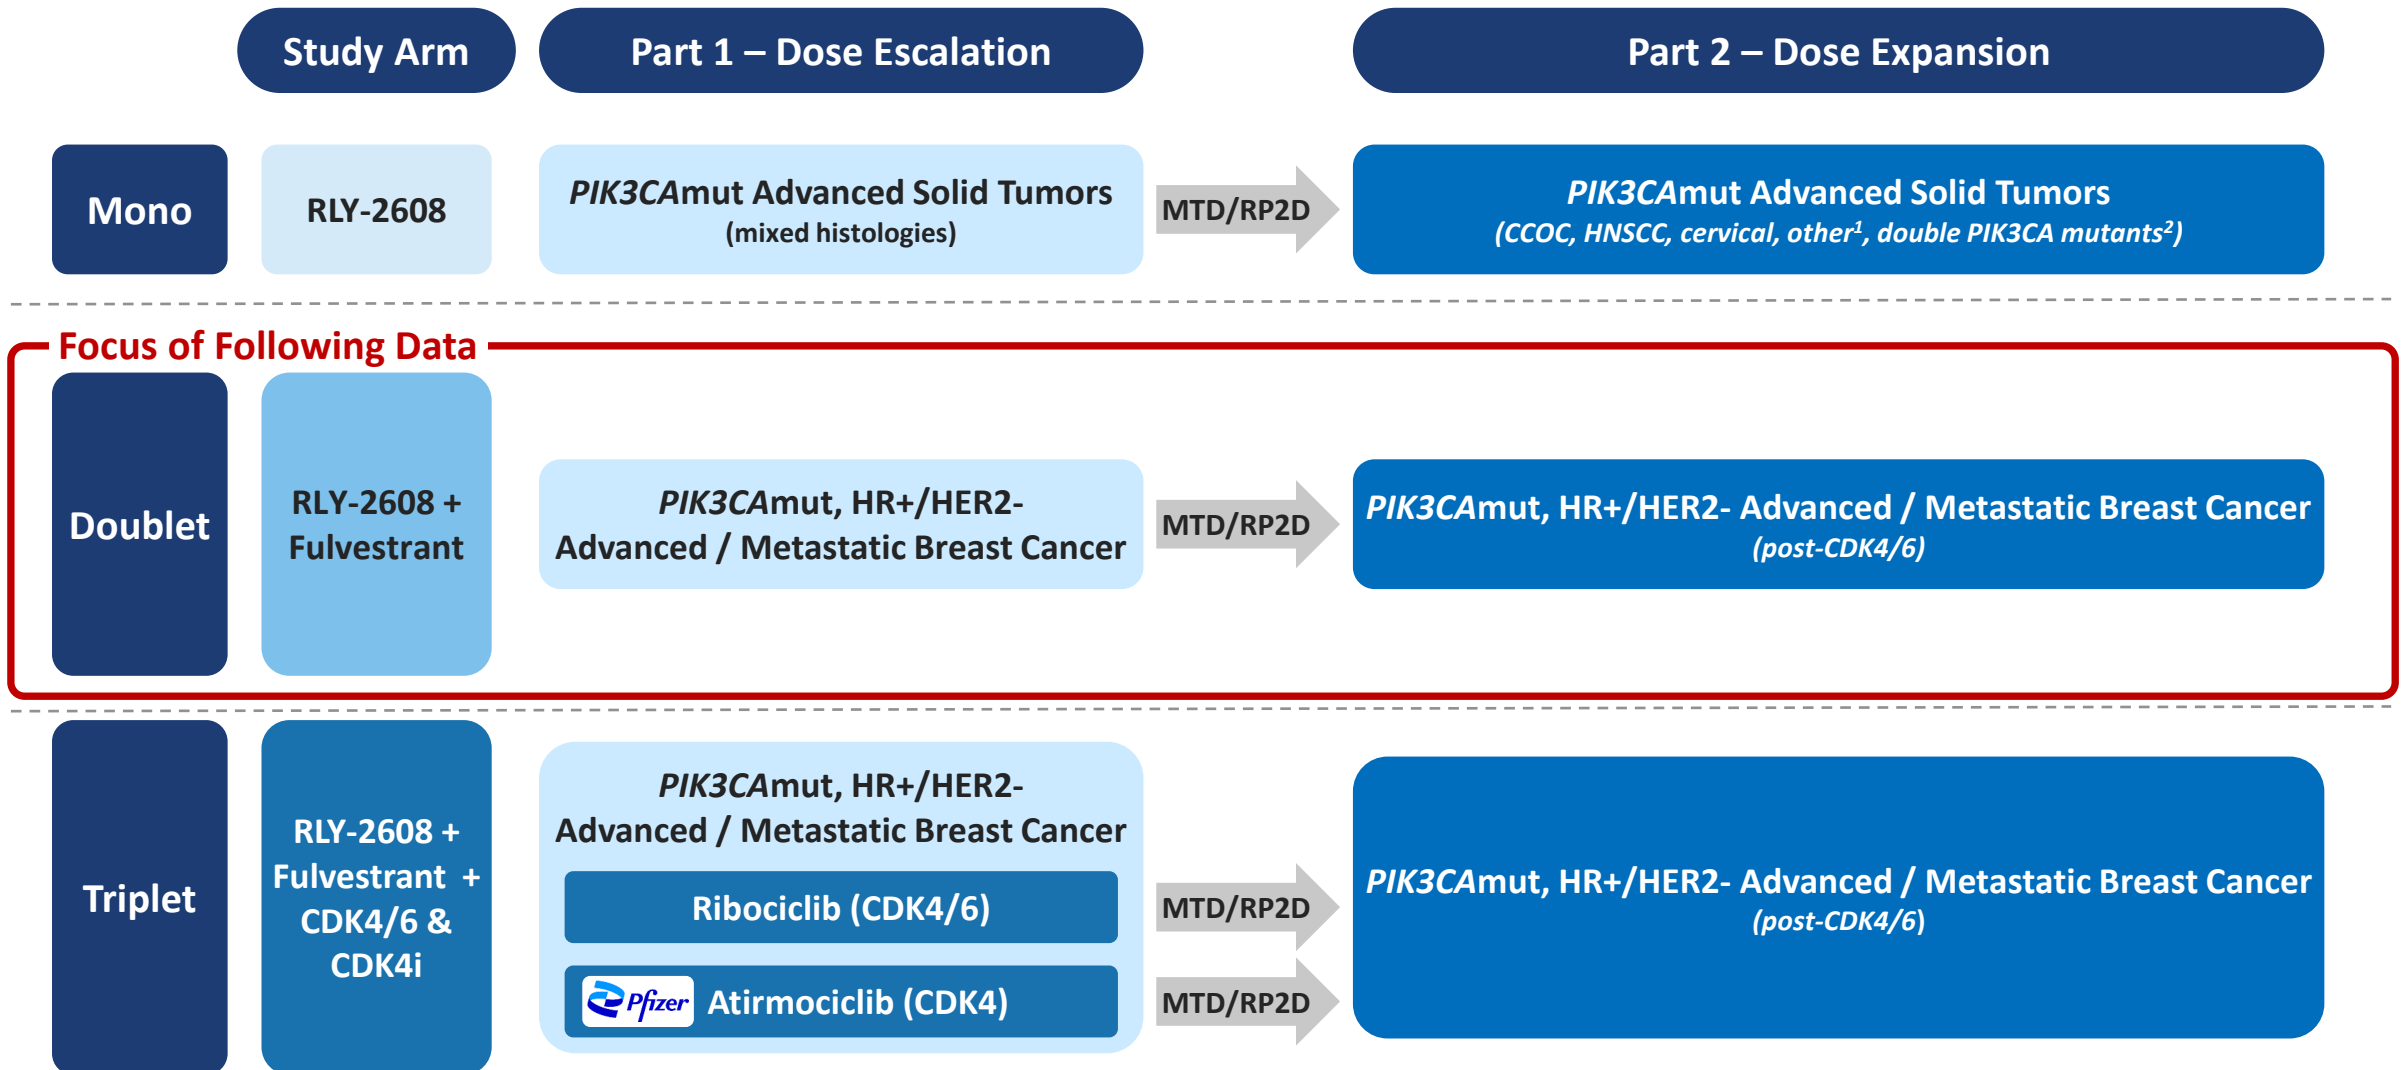 Study Arm
Part 1 – Dose Escalation
Part 2 – Dose Expansion
Mono
RLY-2608
PIK3CAmut Advanced Solid Tumors
(mixed histologies)
MTD/RP2D
PIK3CAmut Advanced Solid Tumors
(CCOC, HNSCC, cervical, other¹, double PIK3CA mutants²)
Focus of Following Data
Doublet
RLY-2608 +
Fulvestrant
PIK3CAmut, HR+/HER2-
Advanced / Metastatic Breast Cancer
MTD/RP2D
PIK3CAmut, HR+/HER2- Advanced / Metastatic Breast Cancer
(post-CDK4/6)
Triplet
RLY-2608 +
Fulvestrant +
CDK4/6 &
CDK4i
PIK3CAmut, HR+/HER2-
Advanced / Metastatic Breast Cancer
Ribociclib (CDK4/6)
MTD/RP2D
Pfizer Atirmociclib (CDK4)
MTD/RP2D
PIK3CAmut, HR+/HER2- Advanced / Metastatic Breast Cancer
(post-CDK4/6)